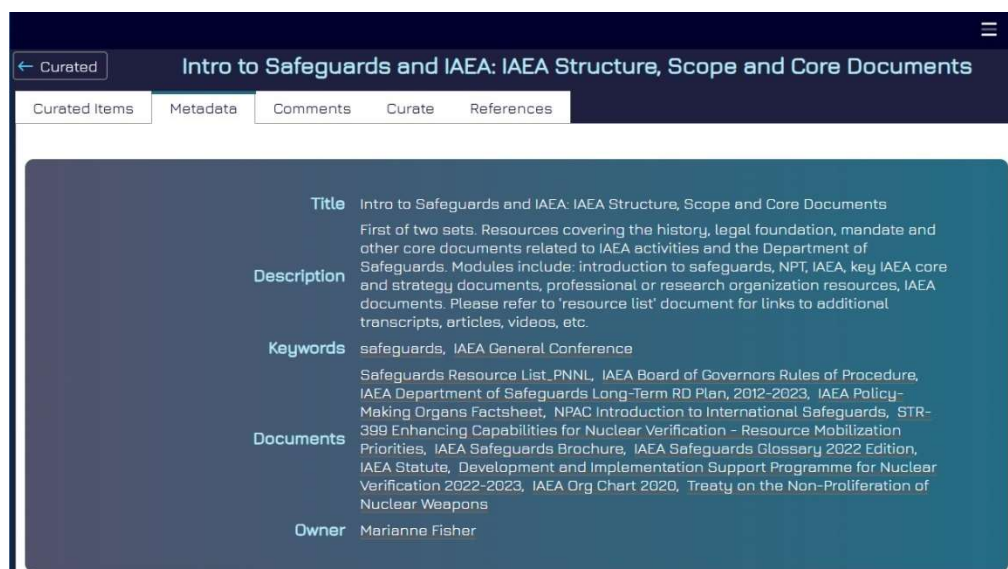 ← Curated
Intro to Safeguards and IAEA: IAEA Structure, Scope and Core Documents
Curated Items Metadata Comments Curate References
Title Intro to Safeguards and IAEA: IAEA Structure, Scope and Core Documents
First of two sets. Resources covering the history, legal foundation, mandate and
other core documents related to IAEA activities and the Department of
Safeguards. Modules include: introduction to safeguards, NPT, IAEA, key IAEA core
Description and strategy documents, professional or research organization resources, IAEA
documents. Please refer to 'resource list' document for links to additional
transcripts, articles, videos, etc.
Keywords safeguards, IAEA General Conference
Safeguards Resource List_PNNL, IAEA Board of Governors Rules of Procedure,
IAEA Department of Safeguards Long-Term RD Plan, 2012-2023, IAEA Policy-
Making Organs Factsheet, NPAC Introduction to International Safeguards, STR-
Documents 399 Enhancing Capabilities for Nuclear Verification - Resource Mobilization
Priorities, IAEA Safeguards Brochure, IAEA Safeguards Glossary 2022 Edition,
IAEA Statute, Development and Implementation Support Programme for Nuclear
Verification 2022-2023, IAEA Org Chart 2020, Treaty on the Non-Proliferation of
Nuclear Weapons
Owner Marianne Fisher